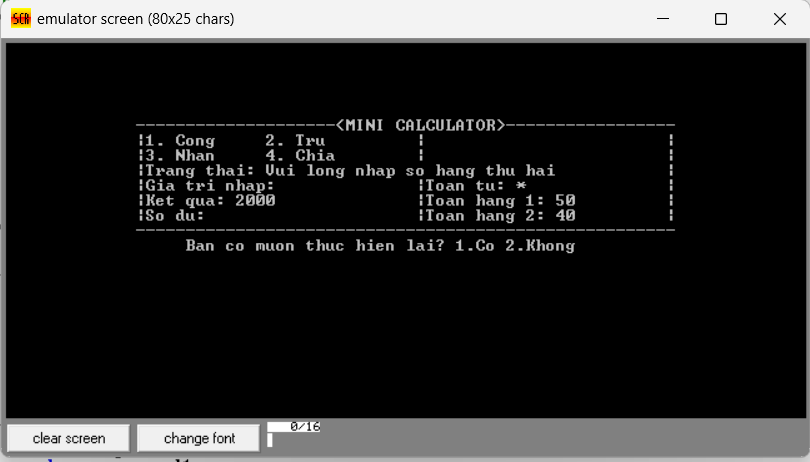 SCR emulator screen (80x25 chars)
--------------------<MINI CALCULATOR>-----------------
|1. Cong     2. Tru         |                        |
|3. Nhan     4. Chia        |                        |
|Trang thai: Vui long nhap so hang thu hai           |
|Gia tri nhap:              |Toan tu: *              |
|Ket qua: 2000              |Toan hang 1: 50         |
|So du:                     |Toan hang 2: 40         |
------------------------------------------------------
Ban co muon thuc hien lai? 1.Co 2.Khong
clear screen change font 0/16